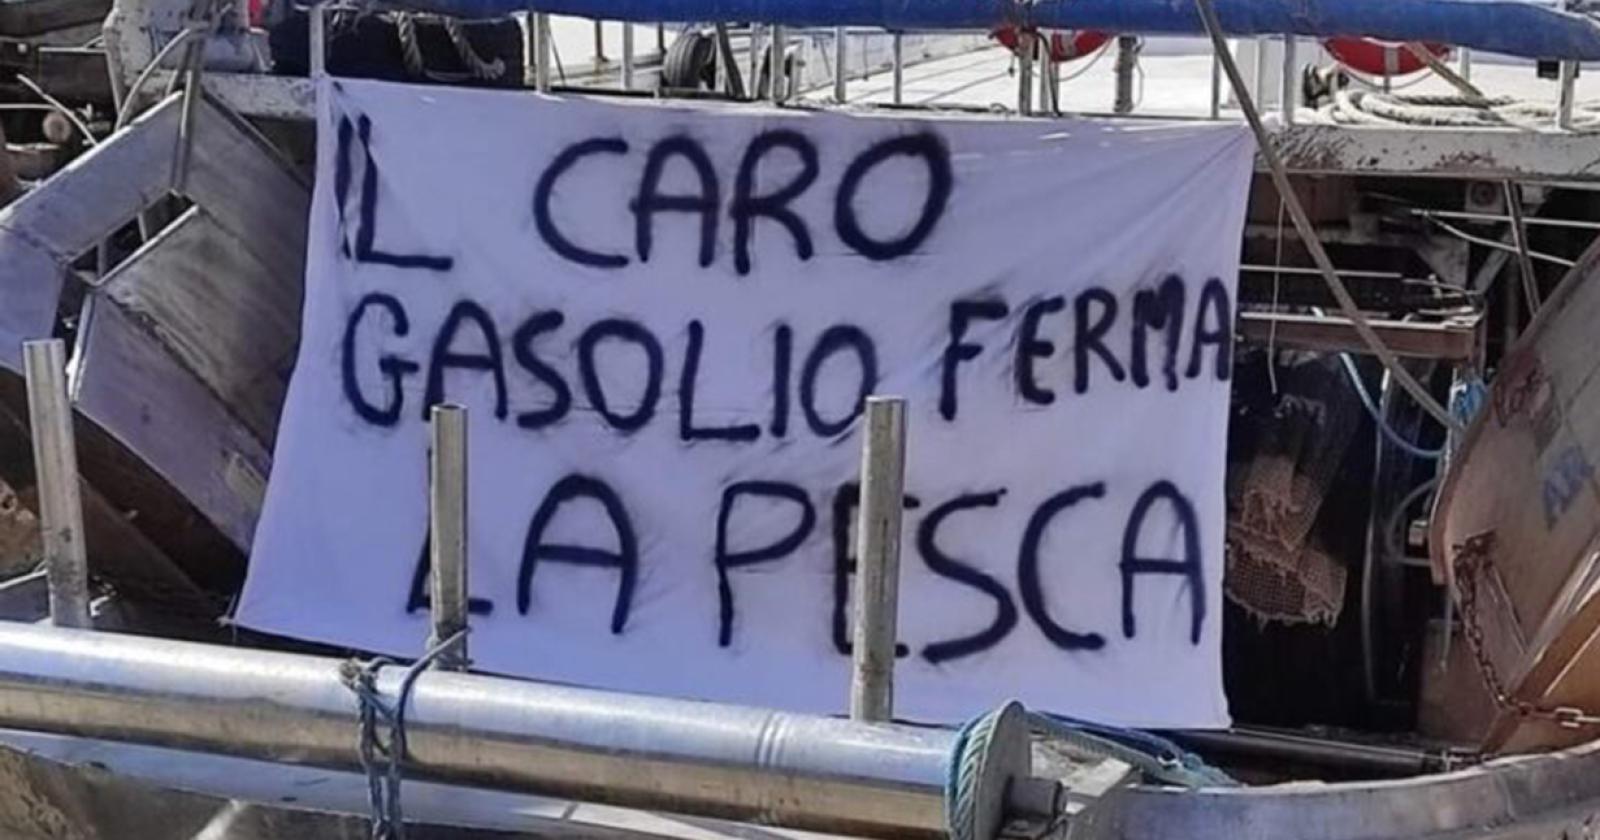 IL CARO
GASOLIO FERMA
LA PESCA